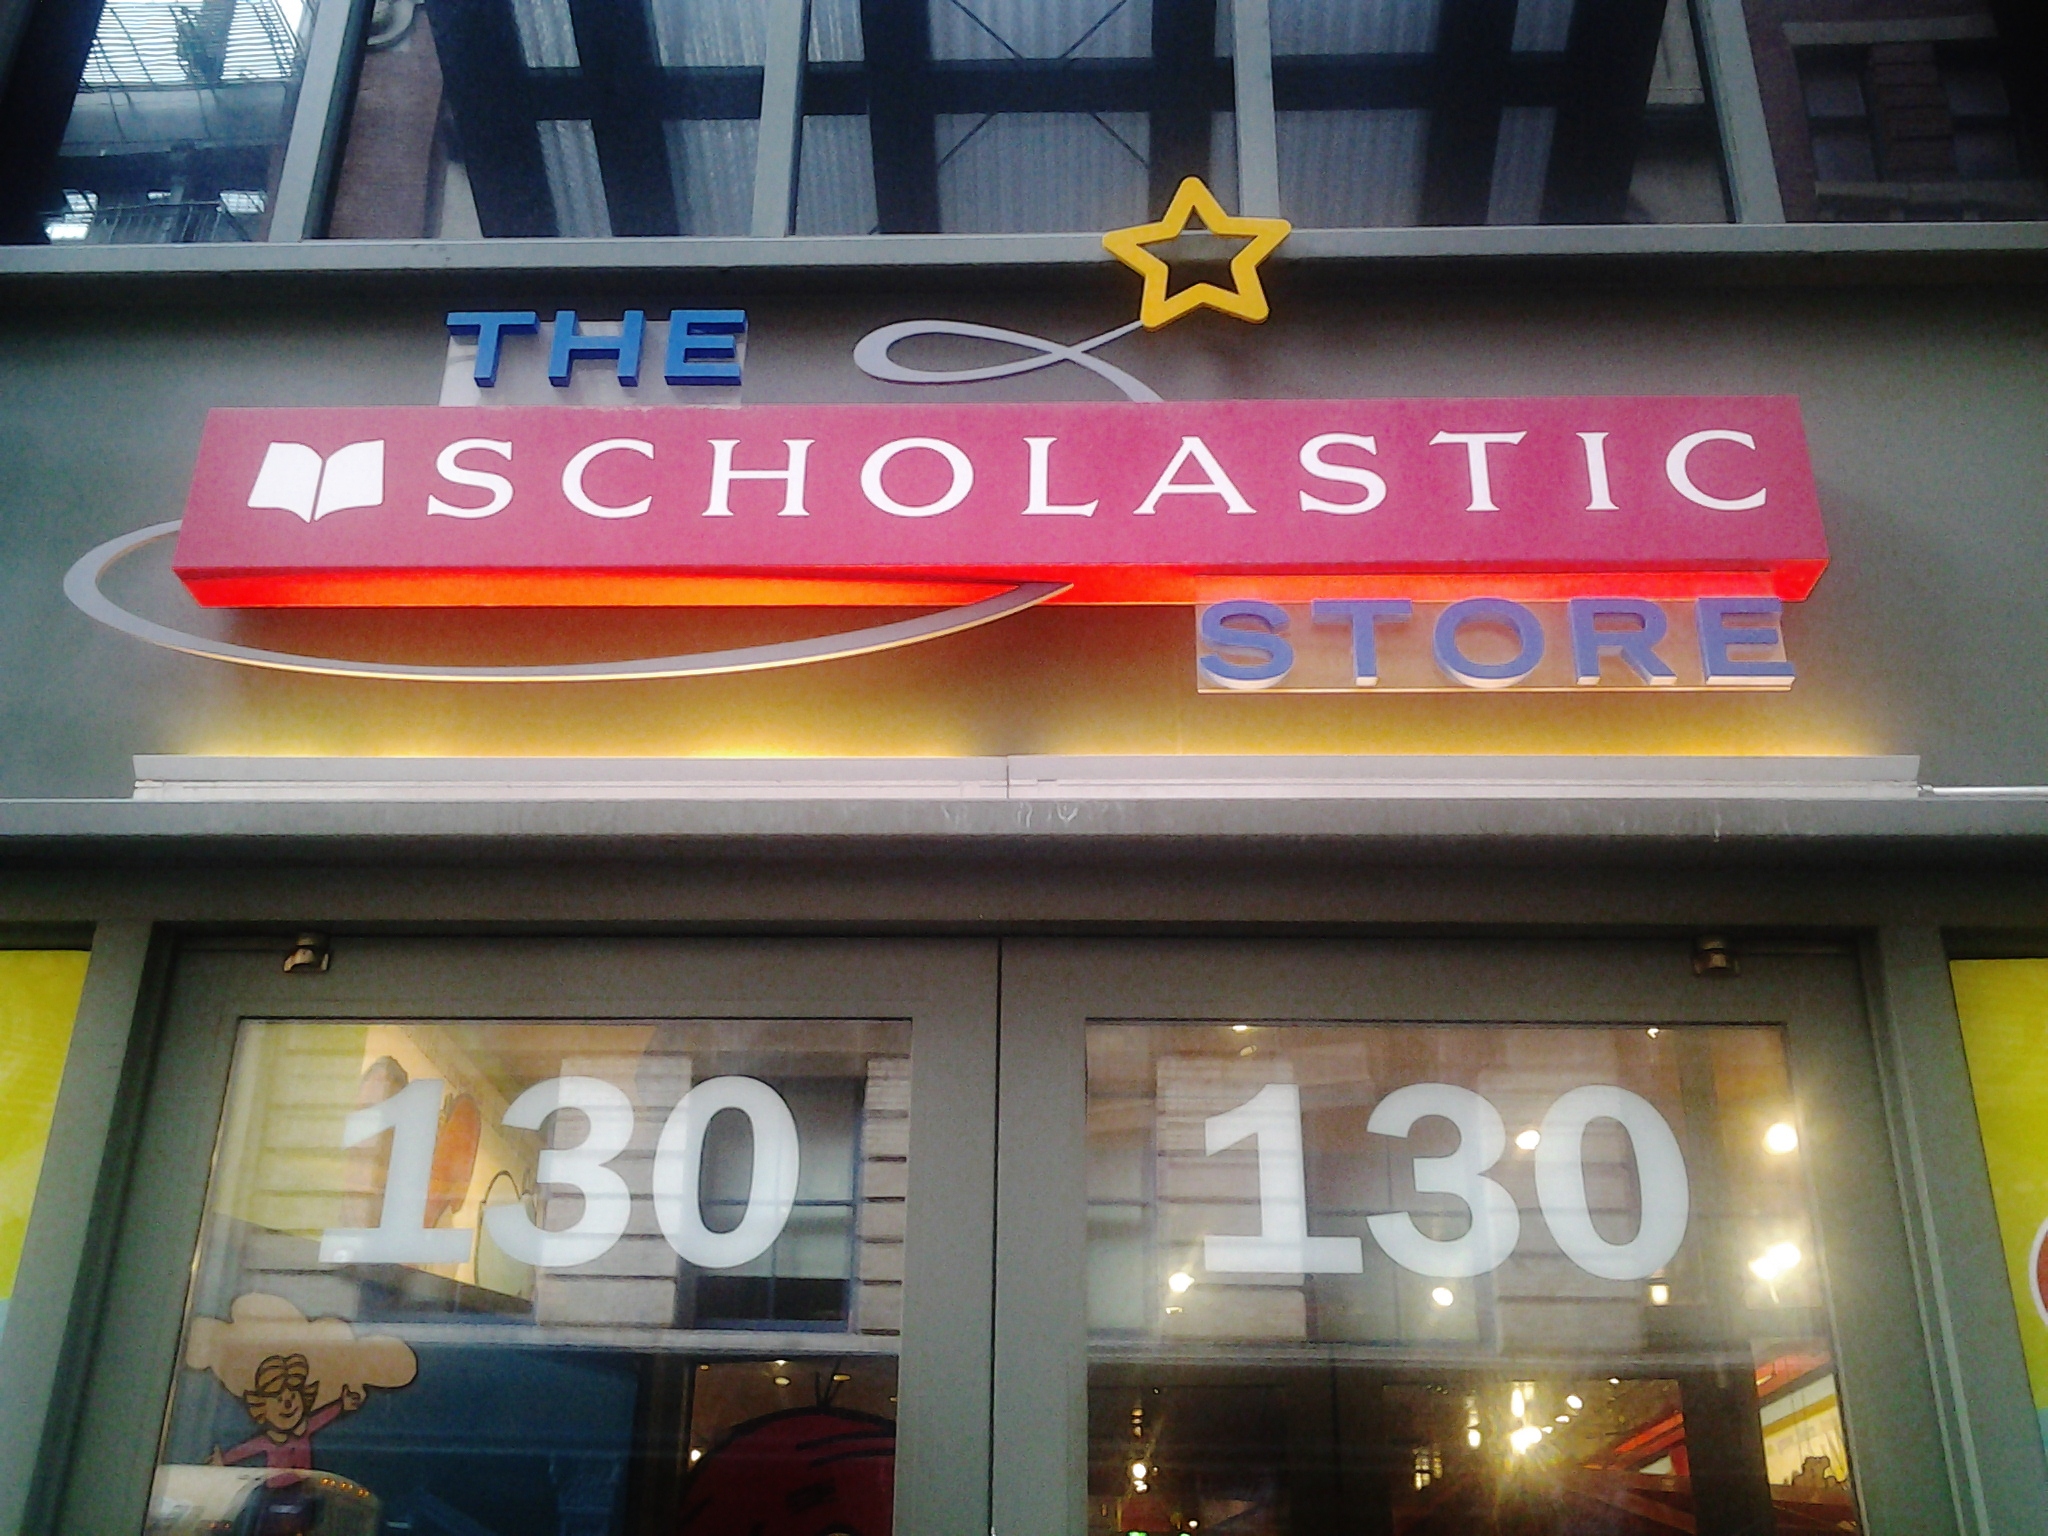 THE
SCHOLASTIC
STORE
130 130